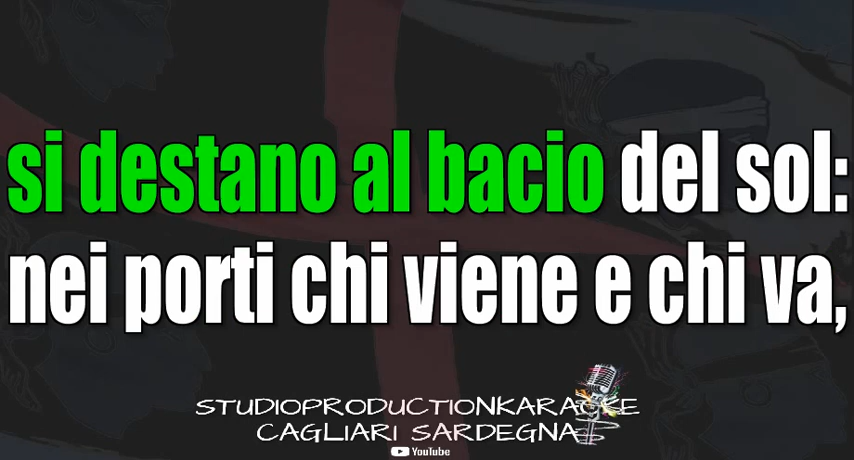 si destano al bacio del sol:
nei porti chi viene e chi va,
STUDIOPRODUCTIONKARAOKE
CAGLIARI SARDEGNA
YouTube